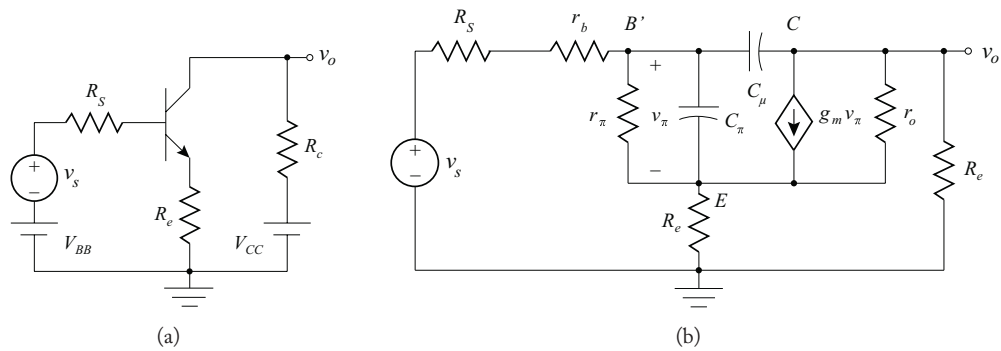 R_S
v_s
+
−
V_BB
R_e
v_o
R_c
V_CC
(a)
R_S
r_b
B’
C
v_o
+
r_π
v_π
−
C_π
C_μ
g_m v_π
r_o
R_e
+
−
v_s
R_e
E
(b)